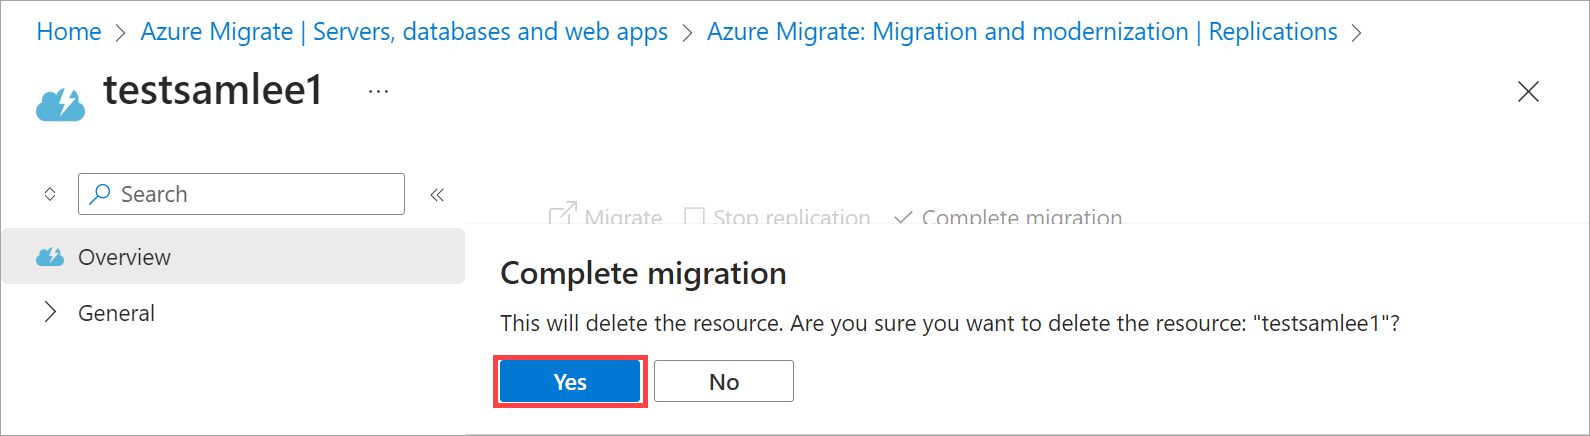 Home > Azure Migrate | Servers, databases and web apps > Azure Migrate: Migration and modernization | Replications >
testsamlee1 ...
Search
Migrate Stop replication Complete migration
Overview
General
Complete migration
This will delete the resource. Are you sure you want to delete the resource: "testsamlee1"?
Yes No